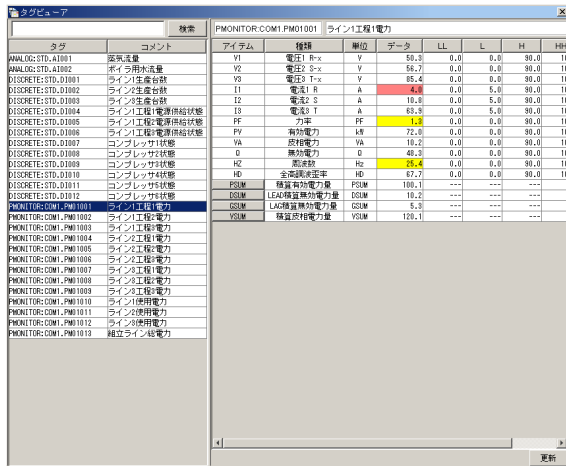 タグビューア
検索 PMONITOR:COM1.PM01001 ライン1工程1電力
タグ コメント
ANALOG:STD.AI001 蒸気流量
ANALOG:STD.AI002 ボイラ用水流量
DISCRETE:STD.DI001 ライン1生産台数
DISCRETE:STD.DI002 ライン2生産台数
DISCRETE:STD.DI003 ライン3生産台数
DISCRETE:STD.DI004 ライン1工程1電源供給状態
DISCRETE:STD.DI005 ライン1工程2電源供給状態
DISCRETE:STD.DI006 ライン1工程3電源供給状態
DISCRETE:STD.DI007 コンプレッサ1状態
DISCRETE:STD.DI008 コンプレッサ2状態
DISCRETE:STD.DI009 コンプレッサ3状態
DISCRETE:STD.DI010 コンプレッサ4状態
DISCRETE:STD.DI011 コンプレッサ5状態
DISCRETE:STD.DI012 コンプレッサ6状態
PMONITOR:COM1.PM01001 ライン1工程1電力
PMONITOR:COM1.PM01002 ライン1工程2電力
PMONITOR:COM1.PM01003 ライン1工程3電力
PMONITOR:COM1.PM01004 ライン2工程1電力
PMONITOR:COM1.PM01005 ライン2工程2電力
PMONITOR:COM1.PM01006 ライン2工程3電力
PMONITOR:COM1.PM01007 ライン3工程1電力
PMONITOR:COM1.PM01008 ライン3工程2電力
PMONITOR:COM1.PM01009 ライン3工程3電力
PMONITOR:COM1.PM01010 ライン1使用電力
PMONITOR:COM1.PM01011 ライン2使用電力
PMONITOR:COM1.PM01012 ライン3使用電力
PMONITOR:COM1.PM01013 組立ライン総電力
アイテム 種類 単位 データ LL L H HH
V1 電圧1 R-x V 50.3 0.0 0.0 90.0
V2 電圧2 S-x V 56.7 0.0 0.0 90.0
V3 電圧3 T-x V 85.4 0.0 0.0 90.0
I1 電流1 R A 4.0 0.0 5.0 90.0
I2 電流2 S A 10.8 0.0 5.0 90.0
I3 電流3 T A 63.9 0.0 5.0 90.0
PF 力率 PF 1.3 0.0 0.0 90.0
PV 有効電力 kW 72.0 0.0 0.0 90.0
VA 皮相電力 VA 10.2 0.0 0.0 90.0
Q 無効電力 Q 40.3 0.0 0.0 90.0
HZ 周波数 Hz 25.4 0.0 0.0 90.0
HD 全高調波歪率 HD 67.7 0.0 0.0 90.0
PSUM 積算有効電力量 PSUM 100.1 --- --- ---
DSUM LEAD積算無効電力量 DSUM 10.2 --- --- ---
GSUM LAG積算無効電力量 GSUM 5.3 --- --- ---
VSUM 積算皮相電力量 VSUM 120.1 --- --- ---
更新